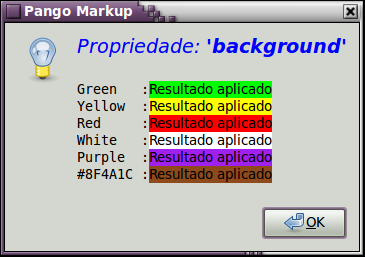 Pango Markup
Propriedade: 'background'
Green :Resultado aplicado
Yellow :Resultado aplicado
Red :Resultado aplicado
White :Resultado aplicado
Purple :Resultado aplicado
#8F4A1C :Resultado aplicado
OK